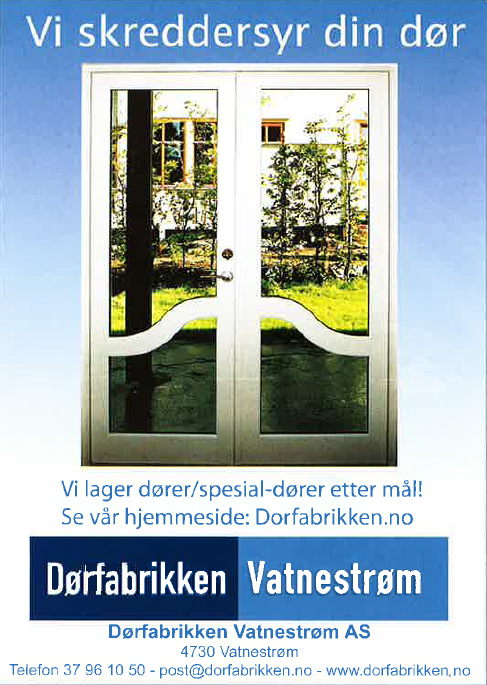 Vi skreddersyr din dør
Vi lager dører/spesial-dører etter mål!
Se vår hjemmeside: Dorfabrikken.no
Dørfabrikken Vatnestrøm
Dørfabrikken Vatnestrøm AS
4730 Vatnestrøm
Telefon 37 96 10 50 - post@dorfabrikken.no - www.dorfabrikken.no